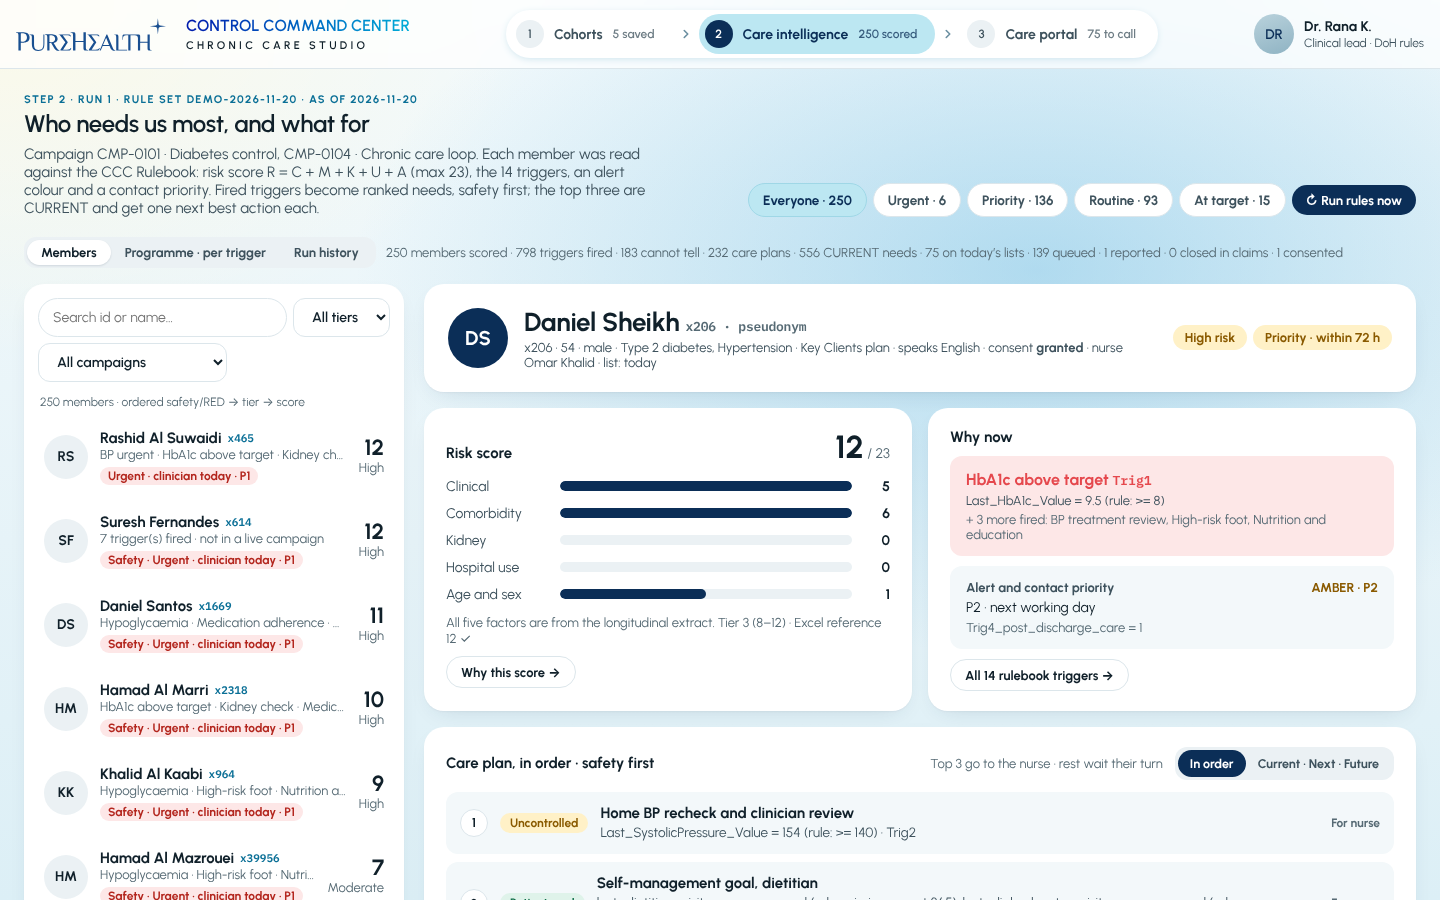 PUREHEALTH
CONTROL COMMAND CENTER
CHRONIC CARE STUDIO
1 Cohorts 5 saved
2 Care intelligence 250 scored
3 Care portal 75 to call
DR
Dr. Rana K.
Clinical lead · DoH rules
STEP 2 · RUN 1 · RULE SET DEMO-2026-11-20 · AS OF 2026-11-20
Who needs us most, and what for
Campaign CMP-0101 · Diabetes control, CMP-0104 · Chronic care loop. Each member was read
against the CCC Rulebook: risk score R = C + M + K + U + A (max 23), the 14 triggers, an alert
colour and a contact priority. Fired triggers become ranked needs, safety first; the top three are
CURRENT and get one next best action each.
Everyone · 250
Urgent · 6
Priority · 136
Routine · 93
At target · 15
↻ Run rules now
Members
Programme · per trigger
Run history
250 members scored · 798 triggers fired · 183 cannot tell · 232 care plans · 556 CURRENT needs · 75 on today's lists · 139 queued · 1 reported · 0 closed in claims · 1 consented
Search id or name...
All tiers
All campaigns
250 members · ordered safety/RED → tier → score
RS
Rashid Al Suwaidi x465
BP urgent · HbA1c above target · Kidney ch...
Urgent · clinician today · P1
12
High
SF
Suresh Fernandes x614
7 trigger(s) fired · not in a live campaign
Safety · Urgent · clinician today · P1
12
High
DS
Daniel Santos x1669
Hypoglycaemia · Medication adherence · ...
Safety · Urgent · clinician today · P1
11
High
HM
Hamad Al Marri x2318
HbA1c above target · Kidney check · Medic...
Safety · Urgent · clinician today · P1
10
High
KK
Khalid Al Kaabi x964
Hypoglycaemia · High-risk foot · Nutrition a...
Safety · Urgent · clinician today · P1
9
High
HM
Hamad Al Mazrouei x39956
Hypoglycaemia · High-risk foot · Nutri...
Safety · Urgent · clinician today · P1
7
Moderate
DS
Daniel Sheikh x206 · pseudonym
x206 · 54 · male · Type 2 diabetes, Hypertension · Key Clients plan · speaks English · consent granted · nurse
Omar Khalid · list: today
High risk
Priority · within 72 h
Risk score
12 / 23
Clinical 5
Comorbidity 6
Kidney 0
Hospital use 0
Age and sex 1
All five factors are from the longitudinal extract. Tier 3 (8–12) · Excel reference
12 ✓
Why this score →
Why now
HbA1c above target Trig1
Last_HbA1c_Value = 9.5 (rule: >= 8)
+ 3 more fired: BP treatment review, High-risk foot, Nutrition and
education
Alert and contact priority
AMBER · P2
P2 · next working day
Trig4_post_discharge_care = 1
All 14 rulebook triggers →
Care plan, in order · safety first
Top 3 go to the nurse · rest wait their turn
In order
Current · Next · Future
1
Uncontrolled
Home BP recheck and clinician review
Last_SystolicPressure_Value = 154 (rule: >= 140) · Trig2
For nurse
Self-management goal, dietitian